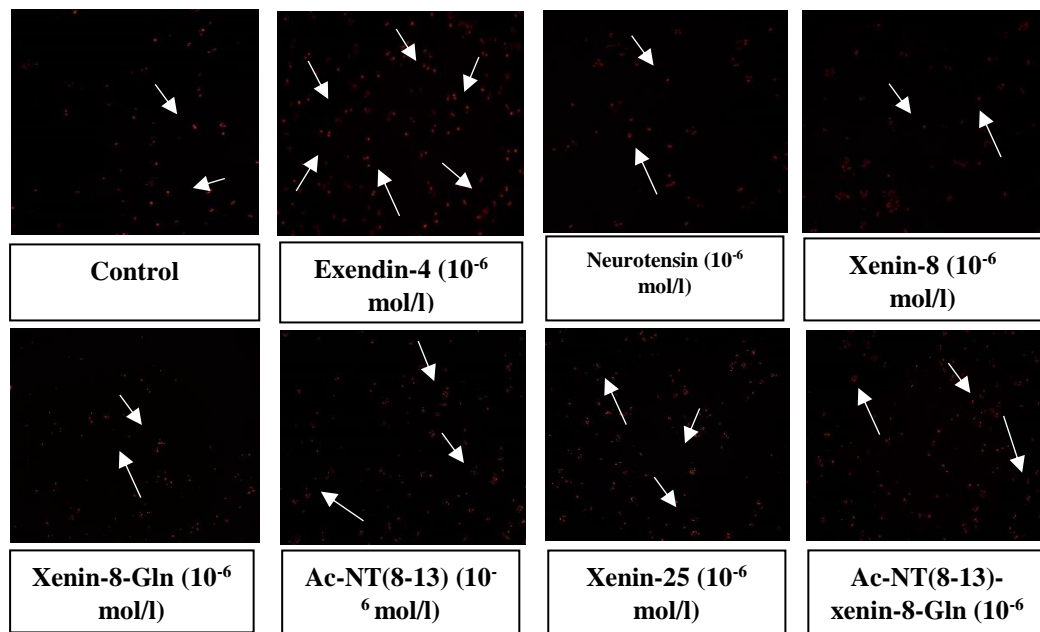 Control
Exendin-4 (10⁻⁶
mol/l)
Neurotensin (10⁻⁶
mol/l)
Xenin-8 (10⁻⁶
mol/l)
Xenin-8-Gln (10⁻⁶
mol/l)
Ac-NT(8-13) (10⁻
⁶ mol/l)
Xenin-25 (10⁻⁶
mol/l)
Ac-NT(8-13)-
xenin-8-Gln (10⁻⁶